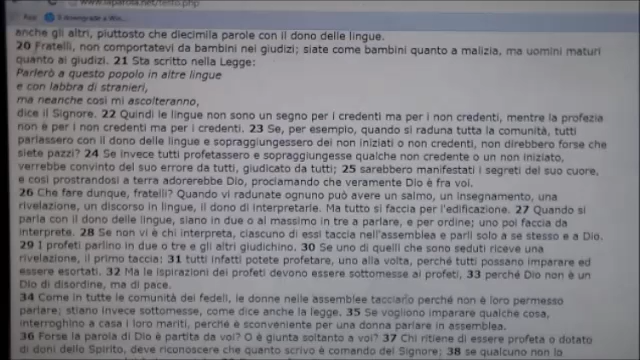 www.laparola.net/testo.php
App
Il downgrade a Win...
anche gli altri, piuttosto che diecimila parole con il dono delle lingue.
20 Fratelli, non comportatevi da bambini nei giudizi; siate come bambini quanto a malizia, ma uomini maturi
quanto ai giudizi. 21 Sta scritto nella Legge:
Parlerò a questo popolo in altre lingue
e con labbra di stranieri,
ma neanche così mi ascolteranno,
dice il Signore. 22 Quindi le lingue non sono un segno per i credenti ma per i non credenti, mentre la profezia
non è per i non credenti ma per i credenti. 23 Se, per esempio, quando si raduna tutta la comunità, tutti
parlassero con il dono delle lingue e sopraggiungessero dei non iniziati o non credenti, non direbbero forse che
siete pazzi? 24 Se invece tutti profetassero e sopraggiungesse qualche non credente o un non iniziato,
verrebbe convinto del suo errore da tutti, giudicato da tutti; 25 sarebbero manifestati i segreti del suo cuore,
e così prostrandosi a terra adorerebbe Dio, proclamando che veramente Dio è fra voi.
26 Che fare dunque, fratelli? Quando vi radunate ognuno può avere un salmo, un insegnamento, una
rivelazione, un discorso in lingue, il dono di interpretarle. Ma tutto si faccia per l'edificazione. 27 Quando si
parla con il dono delle lingue, siano in due o al massimo in tre a parlare, e per ordine; uno poi faccia da
interprete. 28 Se non vi è chi interpreta, ciascuno di essi taccia nell'assemblea e parli solo a se stesso e a Dio.
29 I profeti parlino in due o tre e gli altri giudichino. 30 Se uno di quelli che sono seduti riceve una
rivelazione, il primo taccia: 31 tutti infatti potete profetare, uno alla volta, perché tutti possano imparare ed
essere esortati. 32 Ma le ispirazioni dei profeti devono essere sottomesse ai profeti, 33 perché Dio non è un
Dio di disordine, ma di pace.
34 Come in tutte le comunità dei fedeli, le donne nelle assemblee tacciano perché non è loro permesso
parlare; stiano invece sottomesse, come dice anche la legge. 35 Se vogliono imparare qualche cosa,
interroghino a casa i loro mariti, perché è sconveniente per una donna parlare in assemblea.
36 Forse la parola di Dio è partita da voi? O è giunta soltanto a voi? 37 Chi ritiene di essere profeta o dotato
di doni dello Spirito, deve riconoscere che quanto scrivo è comando del Signore; 38 se qualcuno non lo